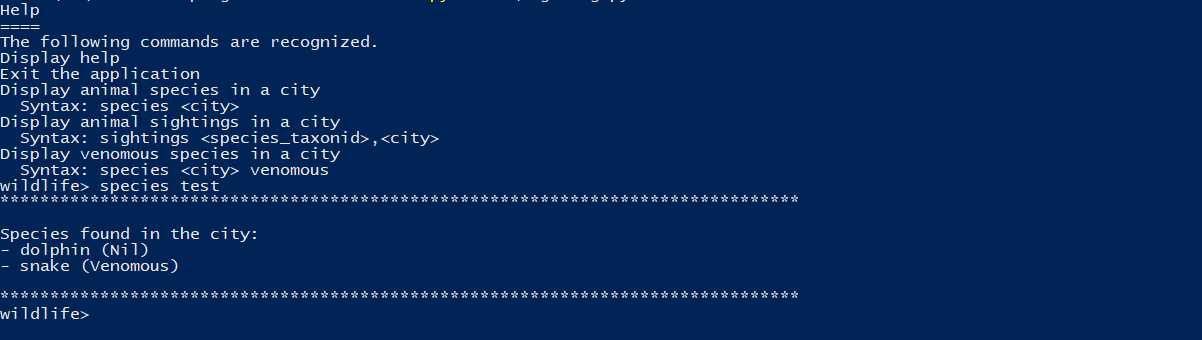 Help
====
The following commands are recognized.
Display help
Exit the application
Display animal species in a city
  Syntax: species <city>
Display animal sightings in a city
  Syntax: sightings <species_taxonid>,<city>
Display venomous species in a city
  Syntax: species <city> venomous
wildlife> species test
********************************************************************************
Species found in the city:
- dolphin (Nil)
- snake (Venomous)
********************************************************************************
wildlife>